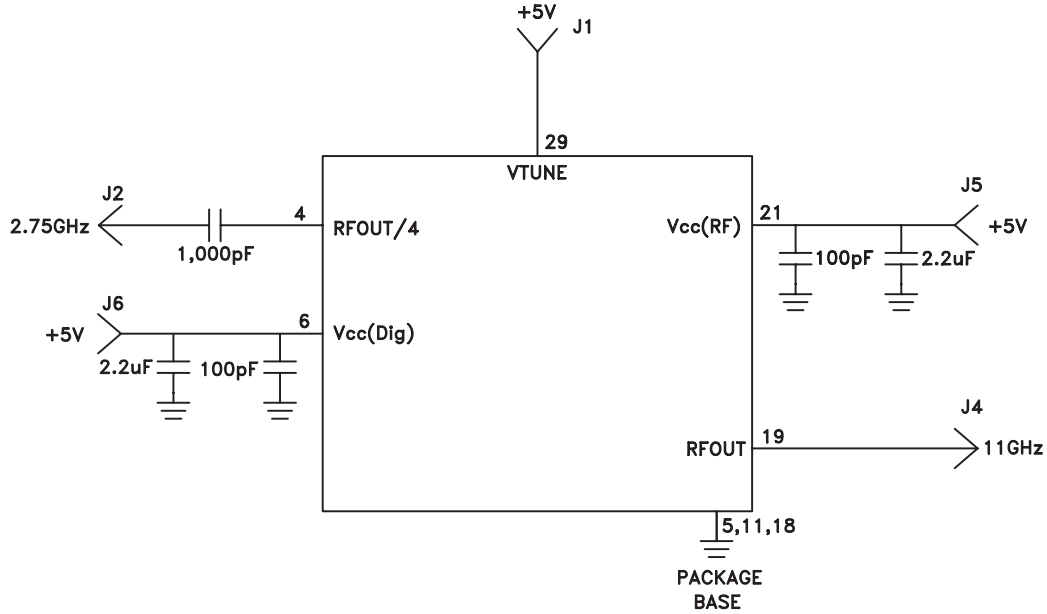 +5V
J1
29
VTUNE
J2
2.75GHz
1,000pF
4
RFOUT/4
Vcc(RF)
21
J5
+5V
100pF
2.2uF
J6
+5V
2.2uF
100pF
6
Vcc(Dig)
RFOUT
19
J4
11GHz
5,11,18
PACKAGE
BASE